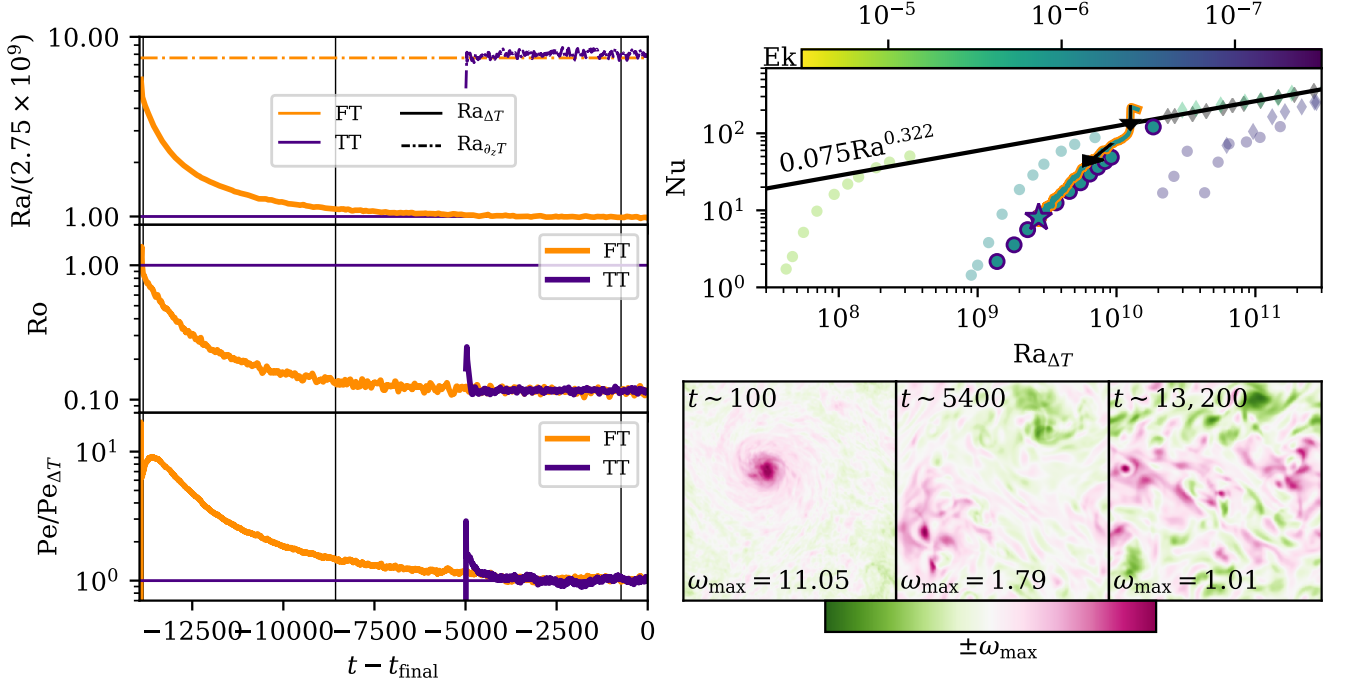 10.00
1.00
Ra/(2.75 × 10⁹)
FT
TT
Ra_ΔT
Ra_∂zT
1.00
0.10
Ro
FT
TT
10¹
10⁰
Pe/Pe_ΔT
FT
TT
−12500 −10000 −7500 −5000 −2500 0
t − t_final
10⁻⁵ 10⁻⁶ 10⁻⁷
Ek
10²
10¹
10⁰
Nu
0.075Ra^0.322
10⁸ 10⁹ 10¹⁰ 10¹¹
Ra_ΔT
t ~ 100 t ~ 5400 t ~ 13, 200
ω_max = 11.05 ω_max = 1.79 ω_max = 1.01
±ω_max